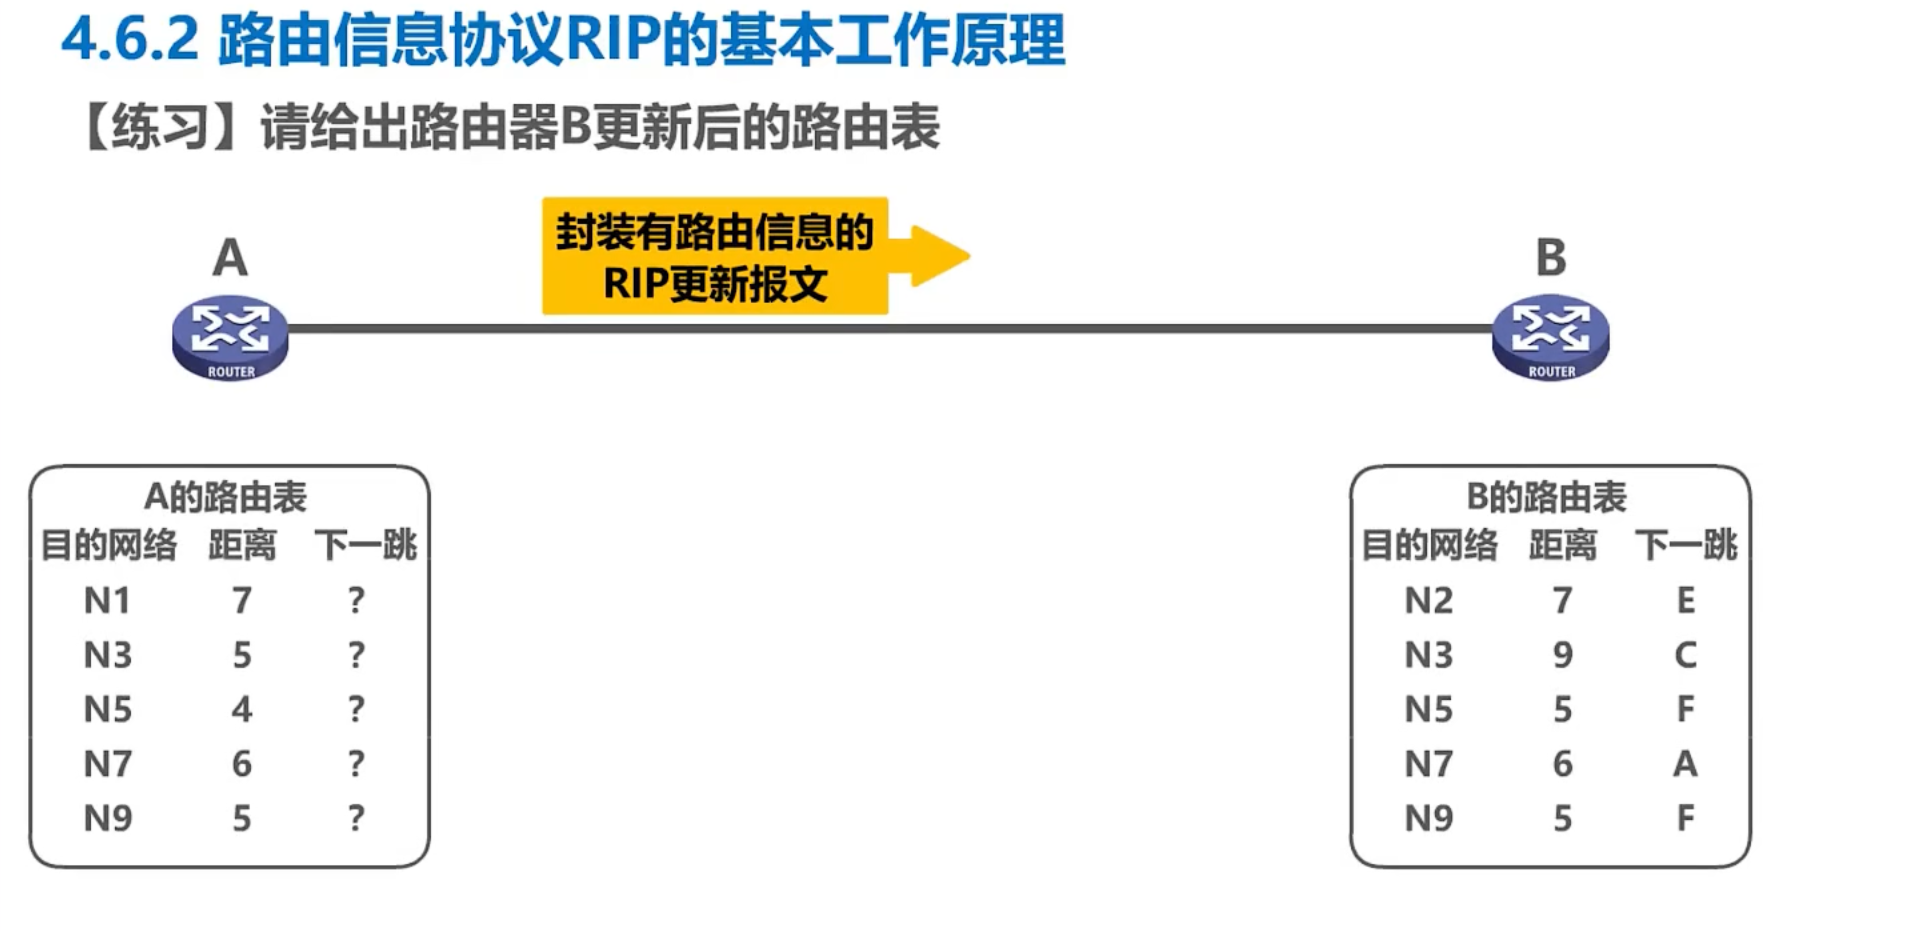 4.6.2 路由信息协议RIP的基本工作原理
【练习】请给出路由器B更新后的路由表
封装有路由信息的
RIP更新报文
A
B
ROUTER
ROUTER
A的路由表
目的网络 距离 下一跳
N1 7 ?
N3 5 ?
N5 4 ?
N7 6 ?
N9 5 ?
B的路由表
目的网络 距离 下一跳
N2 7 E
N3 9 C
N5 5 F
N7 6 A
N9 5 F